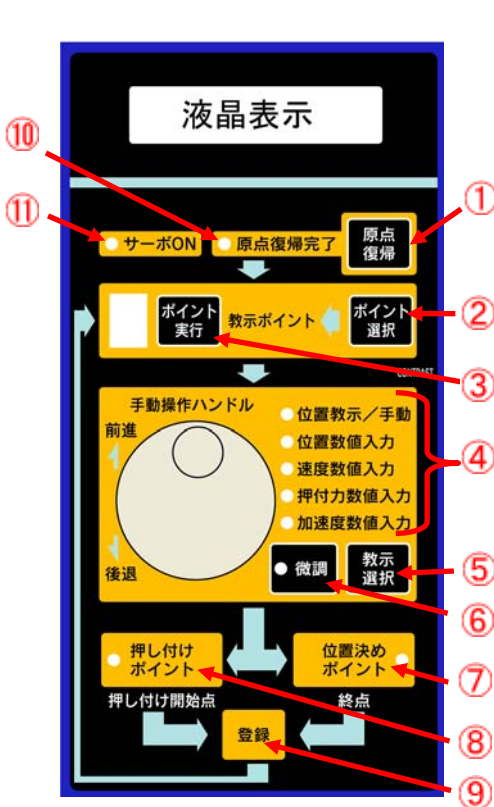 液晶表示
⑩
①
⑪
サーボON
原点復帰完了
原点
復帰
ポイント
実行
教示ポイント
ポイント
選択
②
③
CONTRAST
手動操作ハンドル
前進
後退
位置教示／手動
位置数値入力
速度数値入力
押付力数値入力
加速度数値入力
④
微調
教示
選択
⑤
⑥
押し付け
ポイント
位置決め
ポイント
⑦
押し付け開始点
終点
⑧
登録
⑨